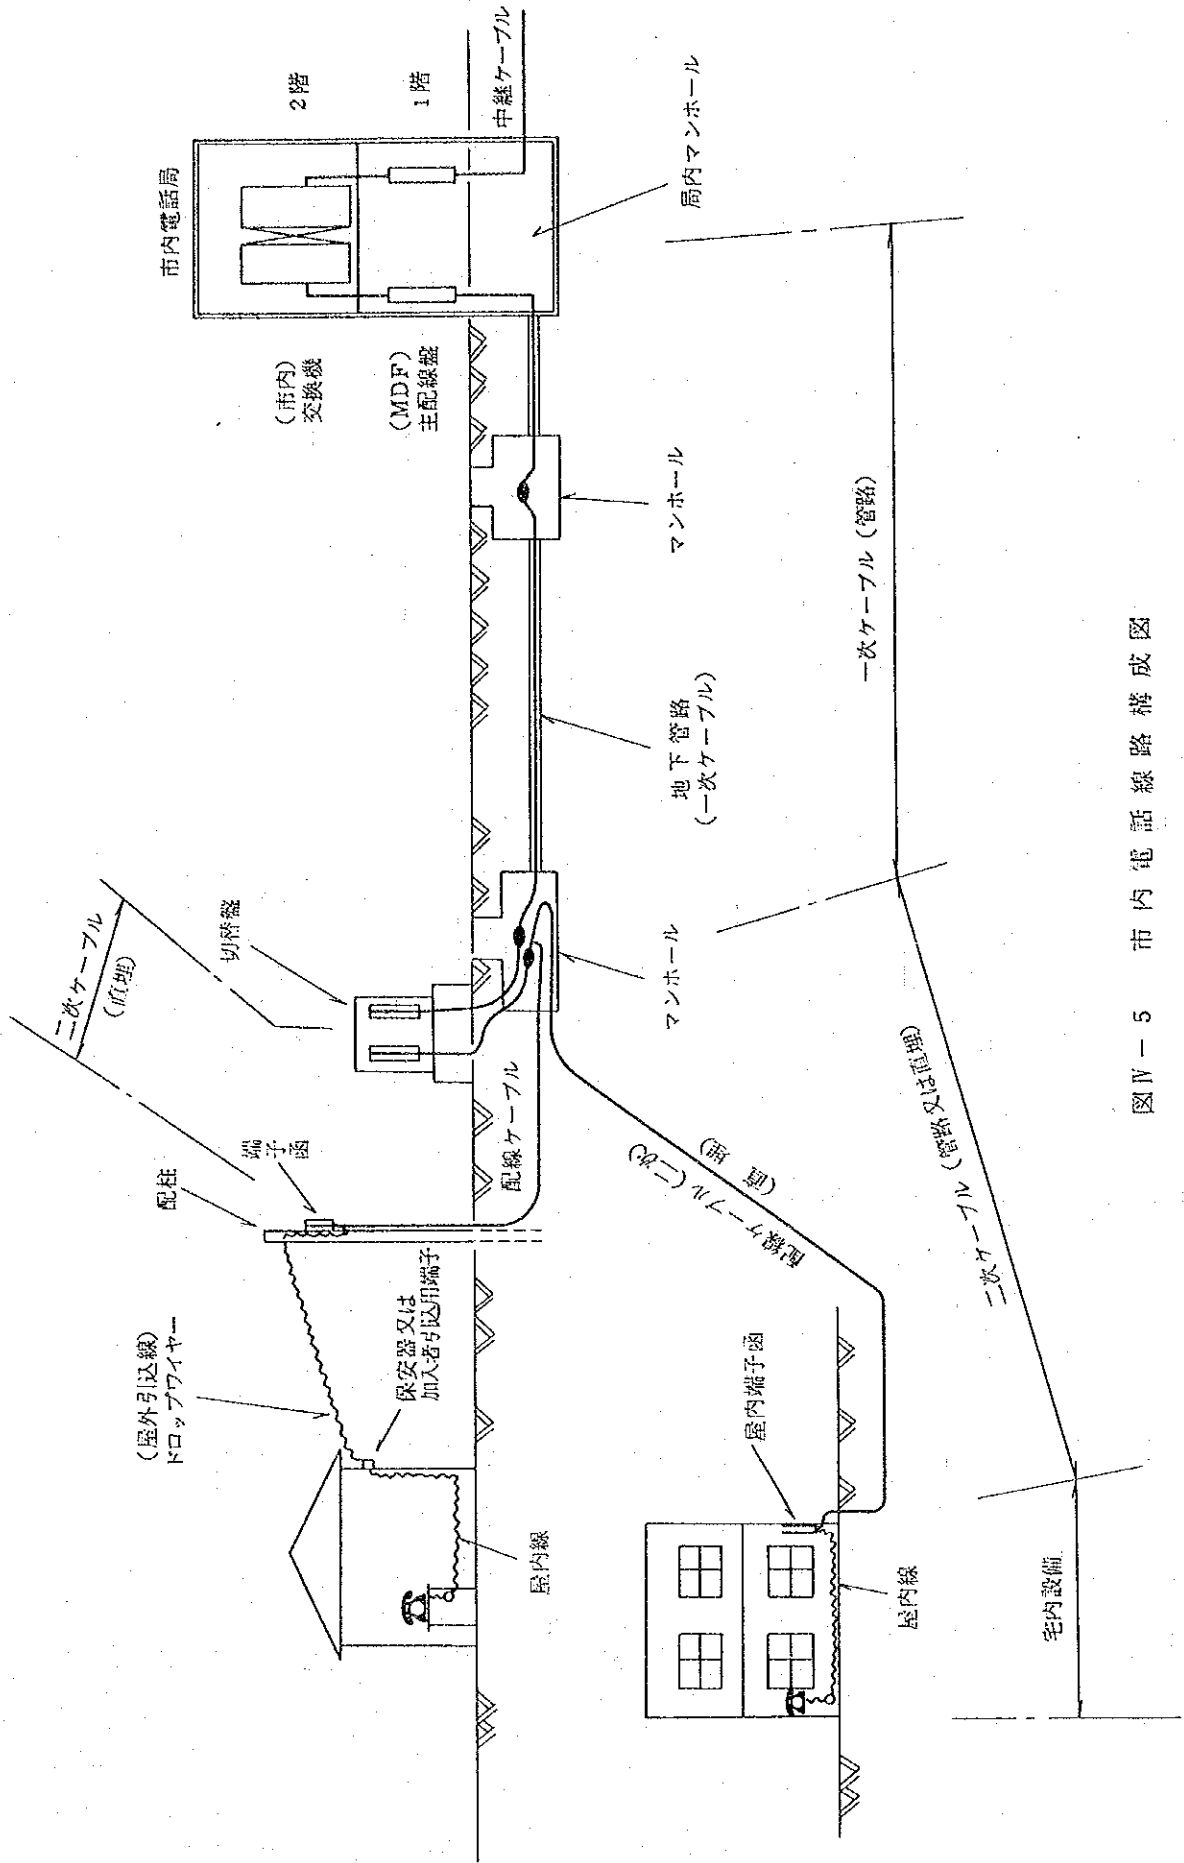 市内電話局
2階
1階
中継ケーブル
(市内)
交換機
(MDF)
主配線盤
局内マンホール
マンホール
地下管路
(一次ケーブル)
一次ケーブル(管路)
二次ケーブル
(直埋)
切替盤
マンホール
配柱
端子函
配線ケーブル
配線ケーブル(二次)
(直埋)
二次ケーブル(管路又は直埋)
(屋外引込線)
ドロップワイヤー
保安器又は
加入者引込用端子
屋内線
屋内端子函
屋内線
宅内設備
図Ⅳ-5 市内電話線路構成図